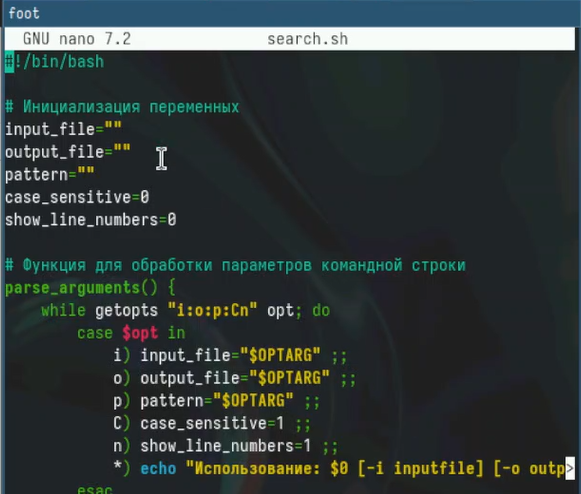 foot
GNU nano 7.2 search.sh
#!/bin/bash
# Инициализация переменных
input_file=""
output_file=""
pattern=""
case_sensitive=0
show_line_numbers=0
# Функция для обработки параметров командной строки
parse_arguments() {
    while getopts "i:o:p:Cn" opt; do
        case $opt in
            i) input_file="$OPTARG" ;;
            o) output_file="$OPTARG" ;;
            p) pattern="$OPTARG" ;;
            C) case_sensitive=1 ;;
            n) show_line_numbers=1 ;;
            *) echo "Использование: $0 [-i inputfile] [-o outp>
        esac